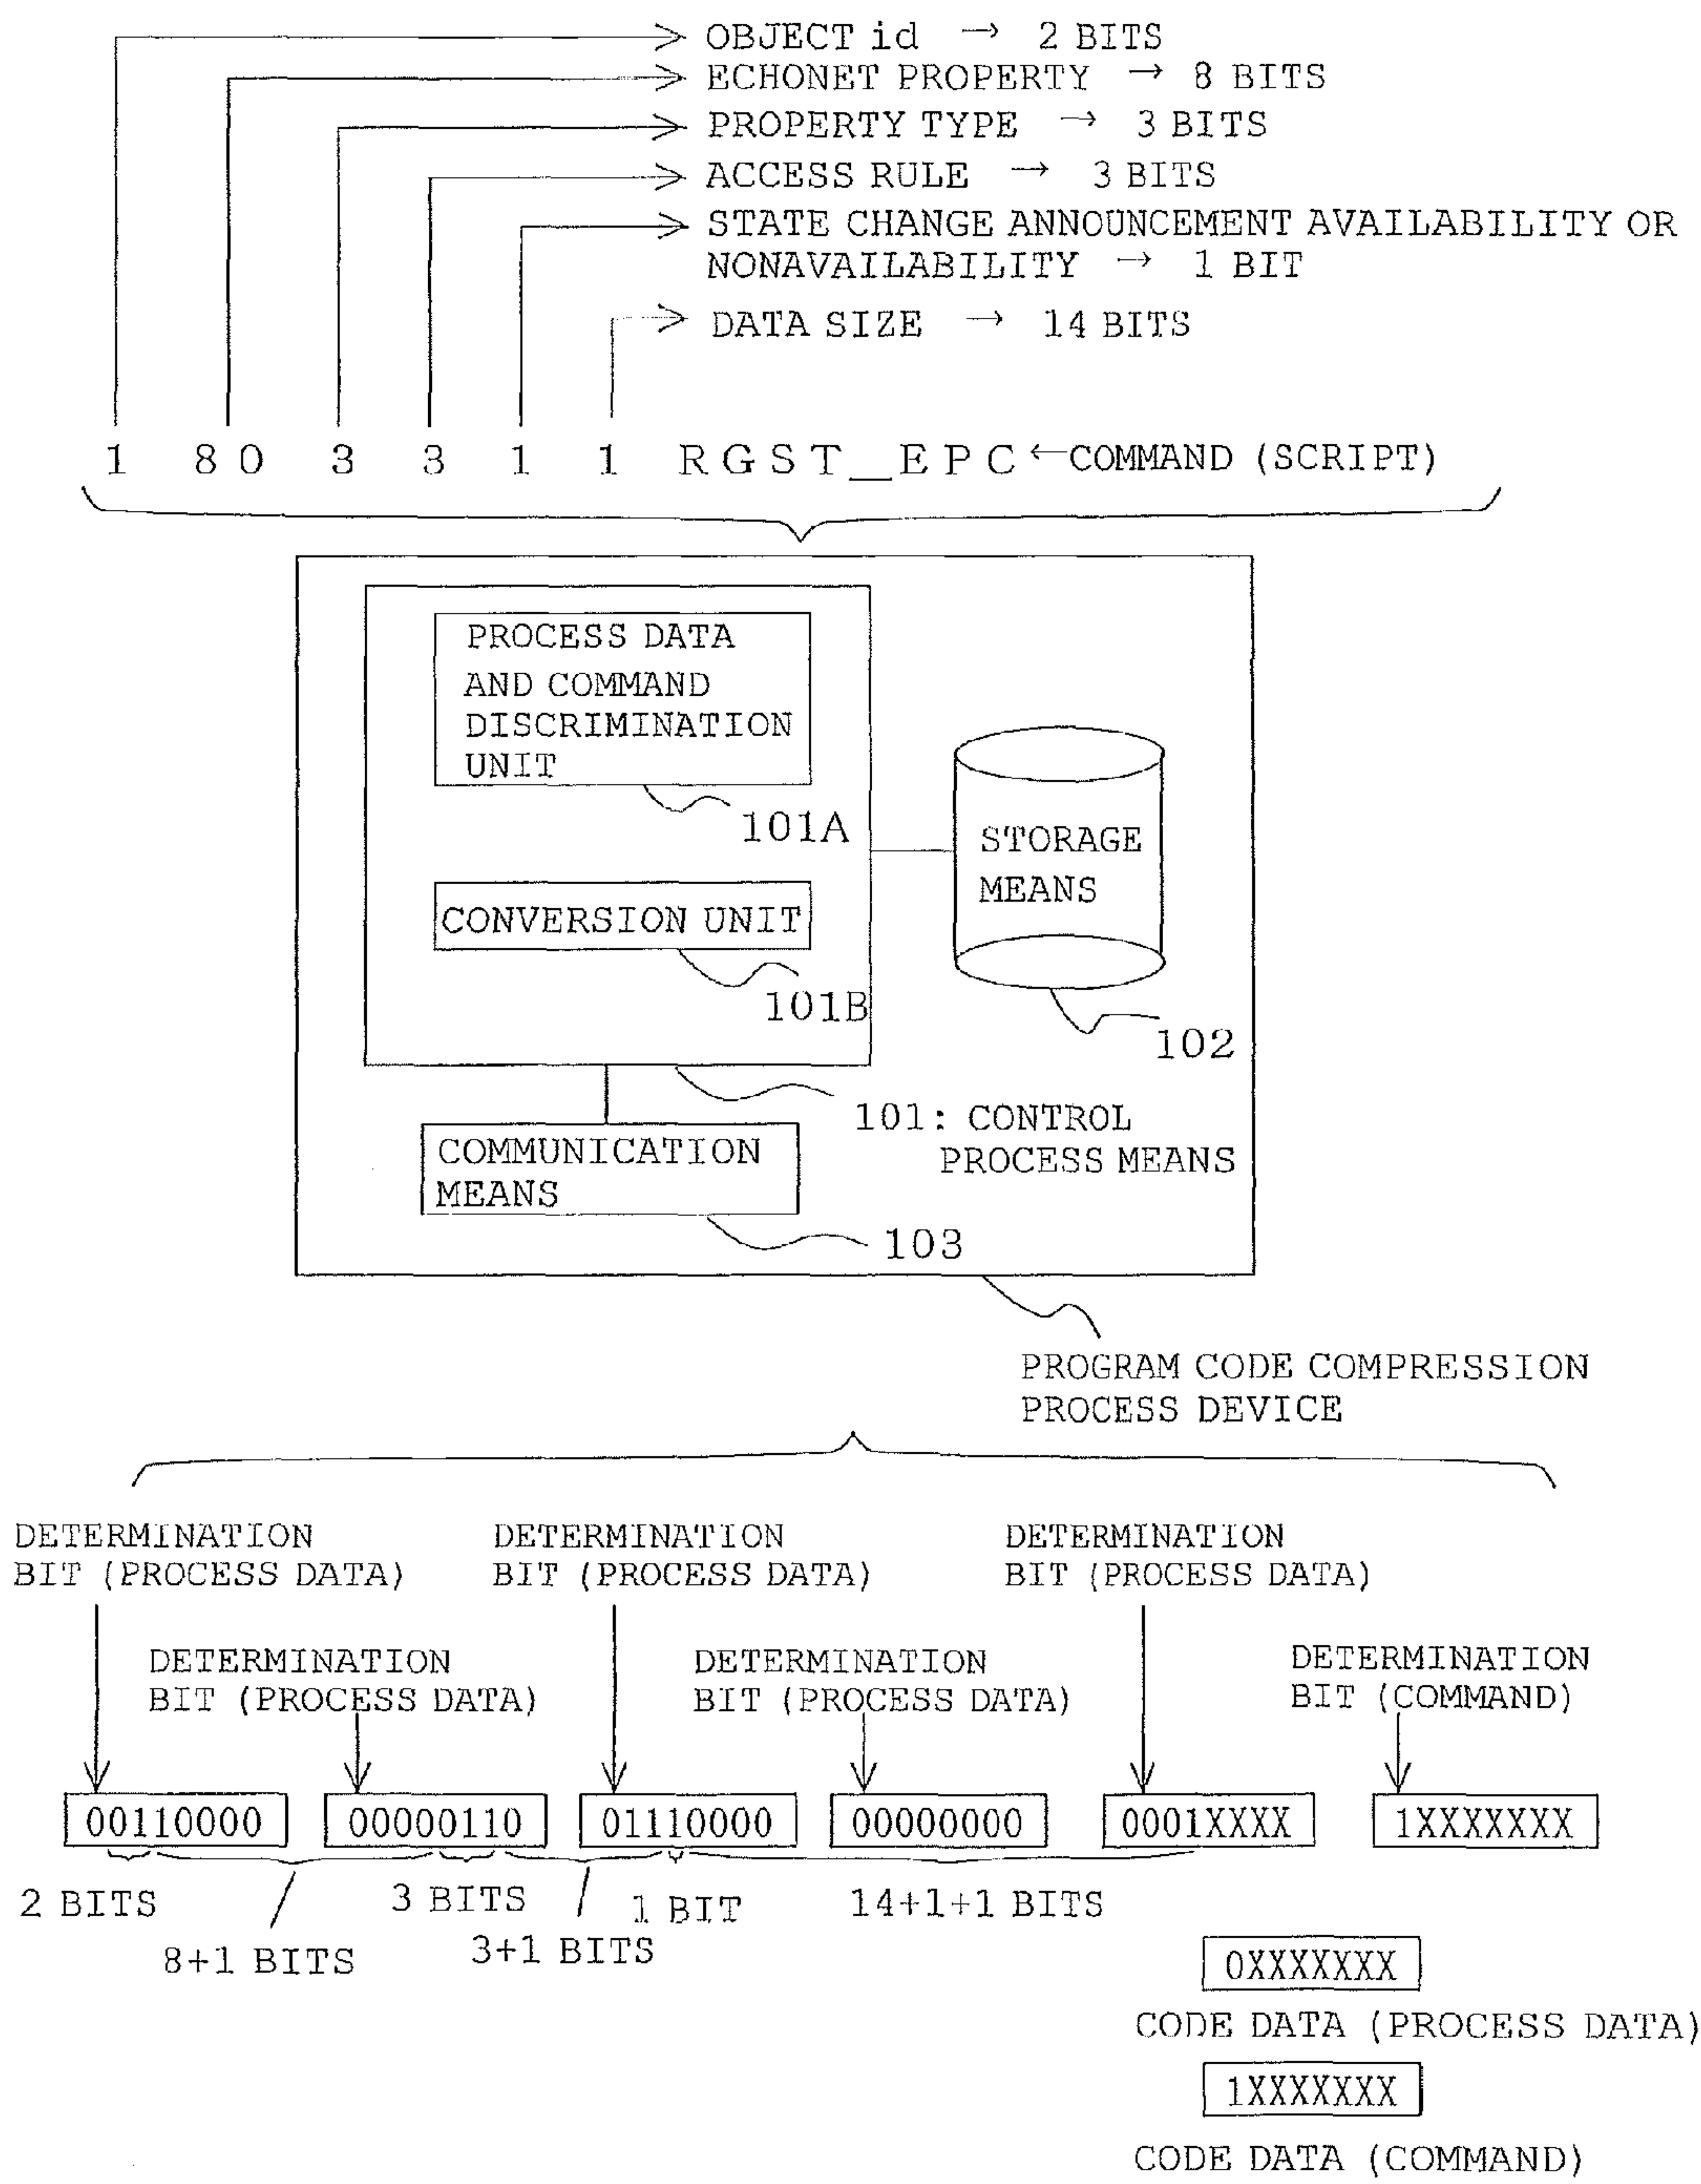 OBJECT id → 2 BITS
ECHONET PROPERTY → 8 BITS
PROPERTY TYPE → 3 BITS
ACCESS RULE → 3 BITS
STATE CHANGE ANNOUNCEMENT AVAILABILITY OR
NONAVAILABILITY → 1 BIT
DATA SIZE → 14 BITS
1 80 3 3 1 1 RGST_EPC ← COMMAND (SCRIPT)
PROCESS DATA
AND COMMAND
DISCRIMINATION
UNIT
101A
STORAGE
MEANS
CONVERSION UNIT
101B
102
101: CONTROL
PROCESS MEANS
COMMUNICATION
MEANS
103
PROGRAM CODE COMPRESSION
PROCESS DEVICE
DETERMINATION
BIT (PROCESS DATA)
DETERMINATION
BIT (PROCESS DATA)
DETERMINATION
BIT (PROCESS DATA)
DETERMINATION
BIT (PROCESS DATA)
DETERMINATION
BIT (PROCESS DATA)
DETERMINATION
BIT (COMMAND)
00110000 00000110 01110000 00000000 0001XXXX 1XXXXXXX
2 BITS 3 BITS 1 BIT 14+1+1 BITS
8+1 BITS 3+1 BITS
0XXXXXXX
CODE DATA (PROCESS DATA)
1XXXXXXX
CODE DATA (COMMAND)